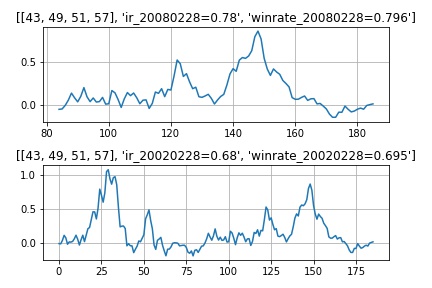 [[43, 49, 51, 57], 'ir_20080228=0.78', 'winrate_20080228=0.796']
0.5
0.0
80 100 120 140 160 180
[[43, 49, 51, 57], 'ir_20020228=0.68', 'winrate_20020228=0.695']
1.0
0.5
0.0
0 25 50 75 100 125 150 175